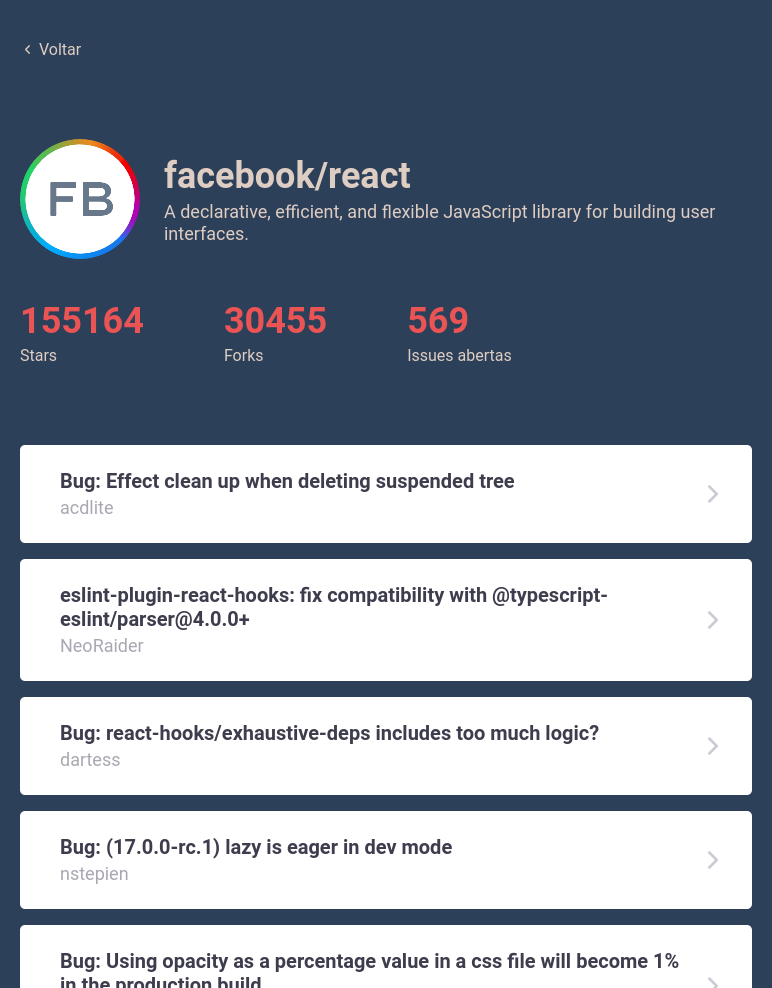 Voltar
FB
facebook/react
A declarative, efficient, and flexible JavaScript library for building user
interfaces.
155164 30455 569
Stars Forks Issues abertas
Bug: Effect clean up when deleting suspended tree
acdlite
eslint-plugin-react-hooks: fix compatibility with @typescript-
eslint/parser@4.0.0+
NeoRaider
Bug: react-hooks/exhaustive-deps includes too much logic?
dartess
Bug: (17.0.0-rc.1) lazy is eager in dev mode
nstepien
Bug: Using opacity as a percentage value in a css file will become 1%
in the production build